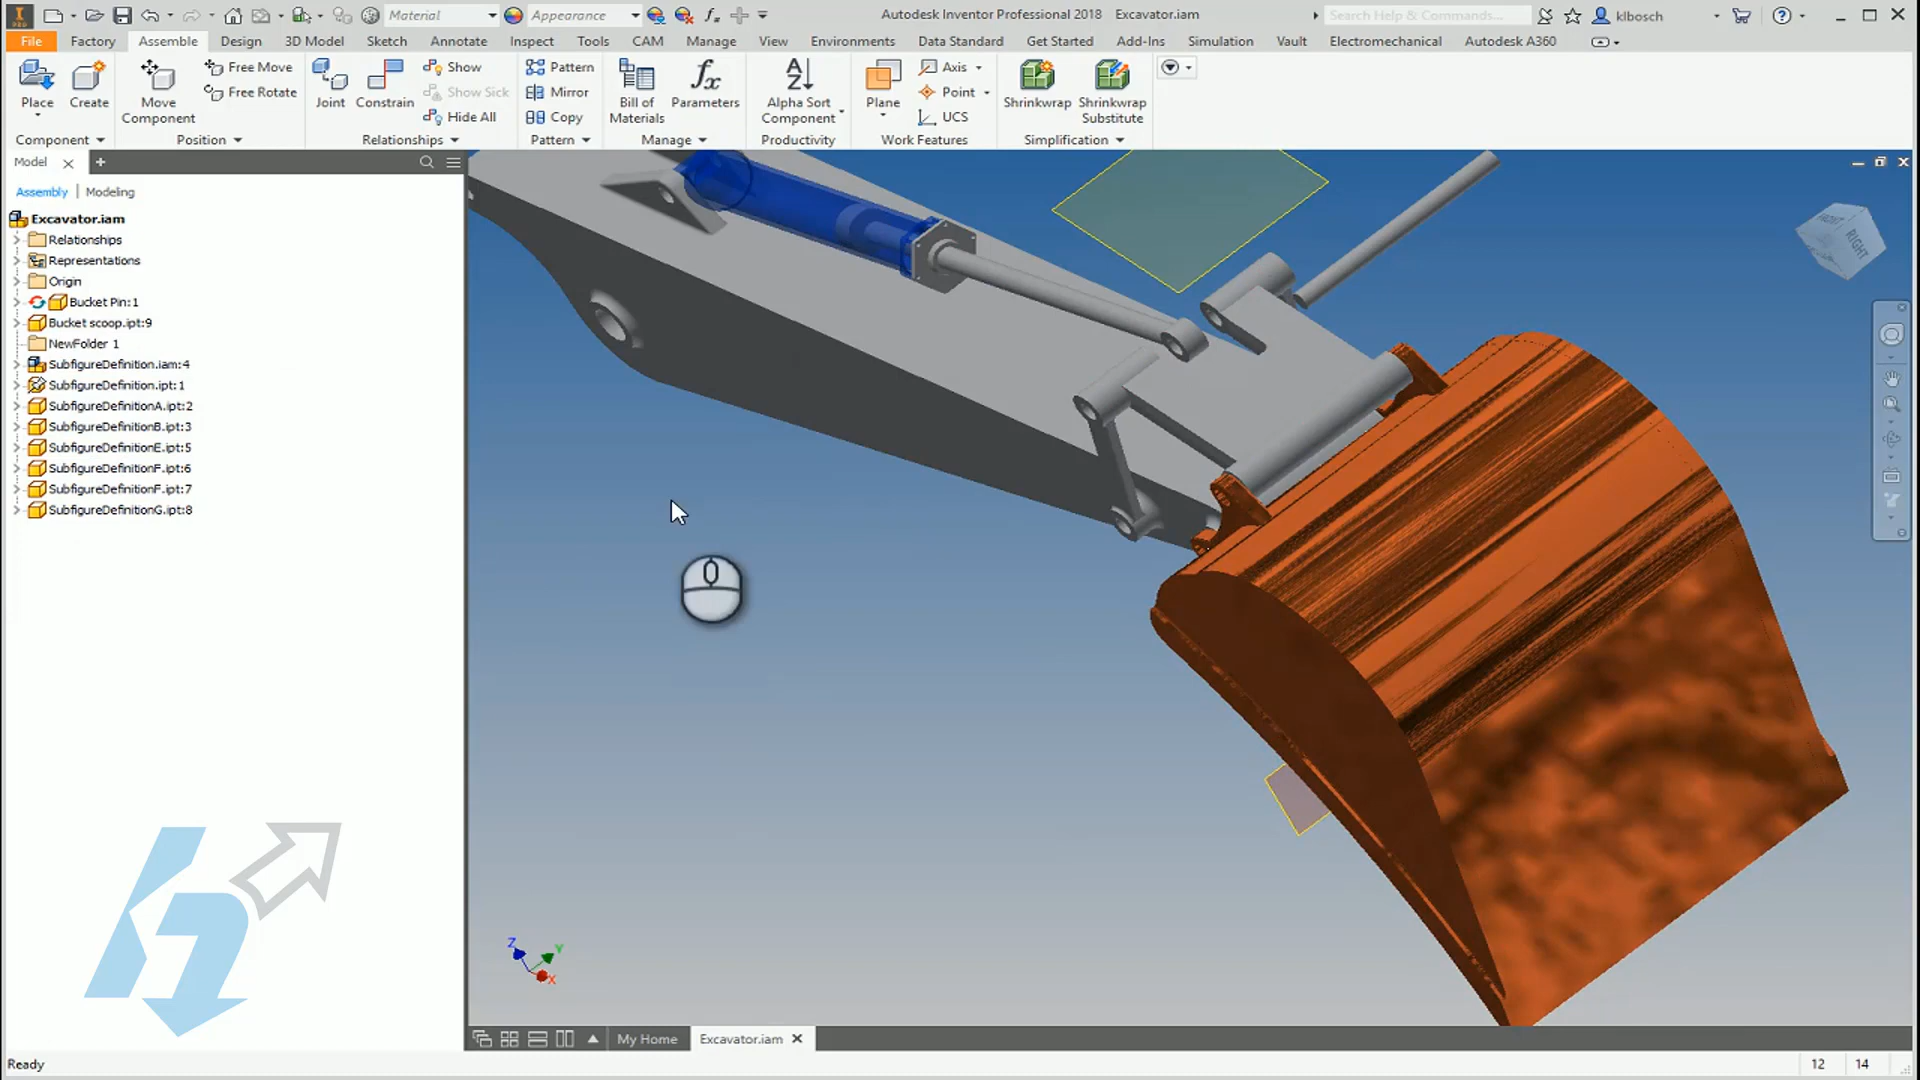 Material
Appearance
Autodesk Inventor Professional 2018 Excavator.iam
Search Help & Commands...
klbosch
File Factory Assemble Design 3D Model Sketch Annotate Inspect Tools CAM Manage View Environments Data Standard Get Started Add-Ins Simulation Vault Electromechanical Autodesk A360
Place
Create
Move Component
Free Move
Free Rotate
Joint
Constrain
Show
Show Sick
Hide All
Pattern
Mirror
Copy
Bill of Materials
Parameters
Alpha Sort Component
Plane
Axis
Point
UCS
Shrinkwrap
Shrinkwrap Substitute
Component Position Relationships Pattern Manage Productivity Work Features Simplification
Model
Assembly Modeling
Excavator.iam
Relationships
Representations
Origin
Bucket Pin:1
Bucket scoop.ipt:9
NewFolder 1
SubfigureDefinition.iam:4
SubfigureDefinition.ipt:1
SubfigureDefinitionA.ipt:2
SubfigureDefinitionB.ipt:3
SubfigureDefinitionE.ipt:5
SubfigureDefinitionF.ipt:6
SubfigureDefinitionF.ipt:7
SubfigureDefinitionG.ipt:8
FRONT
RIGHT
Z
Y
X
My Home Excavator.iam
Ready
12 14